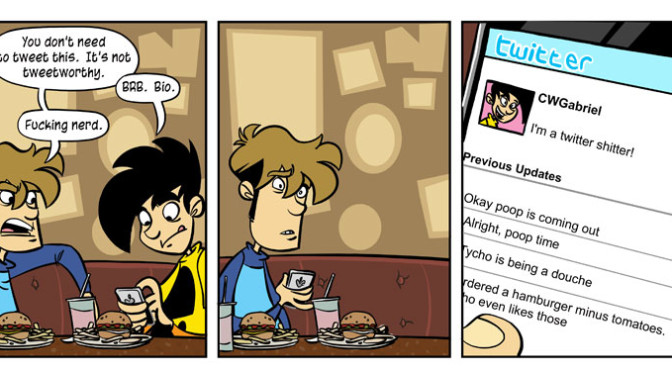 You don't need
to tweet this. It's not
tweetworthy.
Fucking nerd.
BRB. Bio.
twitter
CWGabriel
I'm a twitter shitter!
Previous Updates
Okay poop is coming out
Alright, poop time
Tycho is being a douche
rdered a hamburger minus tomatoes.
ho even likes those